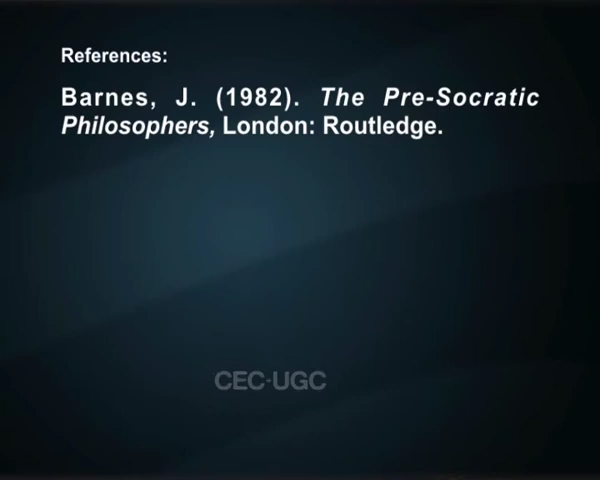 References:
Barnes, J. (1982). The Pre-Socratic
Philosophers, London: Routledge.
CEC-UGC